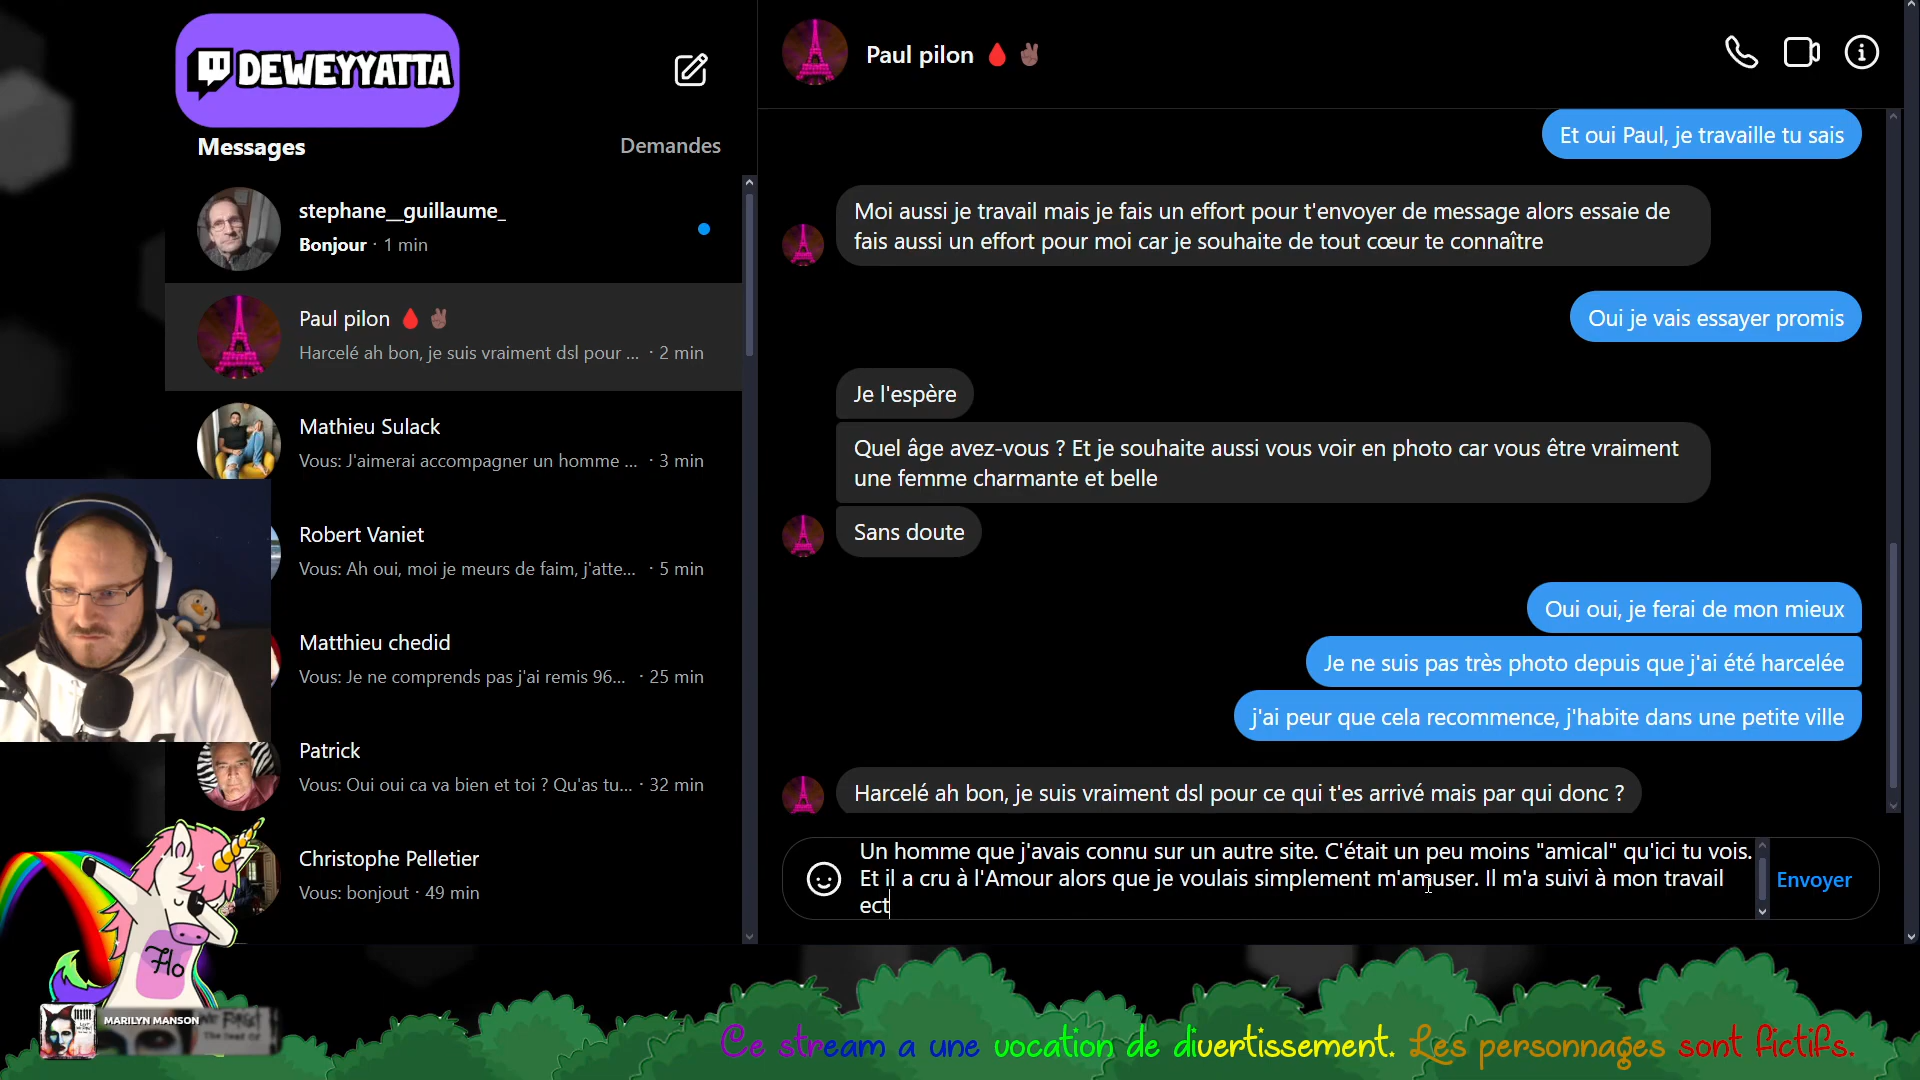 DEWEYYATTA
Messages
Demandes
stephane__guillaume_
Bonjour · 1 min
Paul pilon 🩸 ✌🏿
Harcelé ah bon, je suis vraiment dsl pour ... · 2 min
Mathieu Sulack
Vous: J'aimerai accompagner un homme ... · 3 min
Robert Vaniet
Vous: Ah oui, moi je meurs de faim, j'atte... · 5 min
Matthieu chedid
Vous: Je ne comprends pas j'ai remis 96... · 25 min
Patrick
Vous: Oui oui ca va bien et toi ? Qu'as tu... · 32 min
Christophe Pelletier
Vous: bonjout · 49 min
Paul pilon 🩸 ✌🏿
Et oui Paul, je travaille tu sais
Moi aussi je travail mais je fais un effort pour t'envoyer de message alors essaie de
fais aussi un effort pour moi car je souhaite de tout cœur te connaître
Oui je vais essayer promis
Je l'espère
Quel âge avez-vous ? Et je souhaite aussi vous voir en photo car vous être vraiment
une femme charmante et belle
Sans doute
Oui oui, je ferai de mon mieux
Je ne suis pas très photo depuis que j'ai été harcelée
j'ai peur que cela recommence, j'habite dans une petite ville
Harcelé ah bon, je suis vraiment dsl pour ce qui t'es arrivé mais par qui donc ?
Un homme que j'avais connu sur un autre site. C'était un peu moins "amical" qu'ici tu vois.
Et il a cru à l'Amour alors que je voulais simplement m'amuser. Il m'a suivi à mon travail
ect
Envoyer
Flo
MARILYN MANSON
Ce stream a une vocation de divertissement. Les personnages sont fictifs.